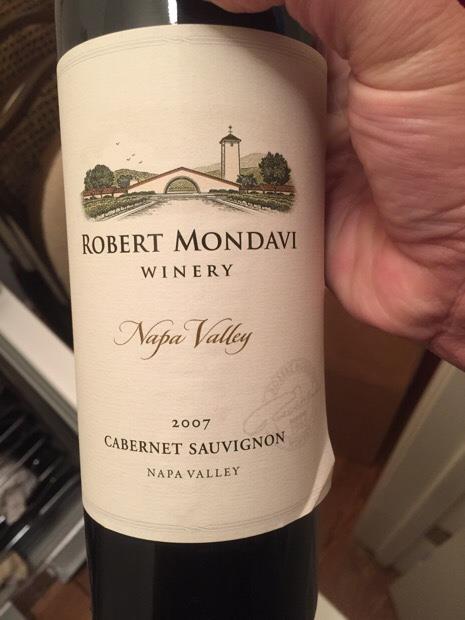 ROBERT MONDAVI
WINERY
Napa Valley
2007
CABERNET SAUVIGNON
NAPA VALLEY